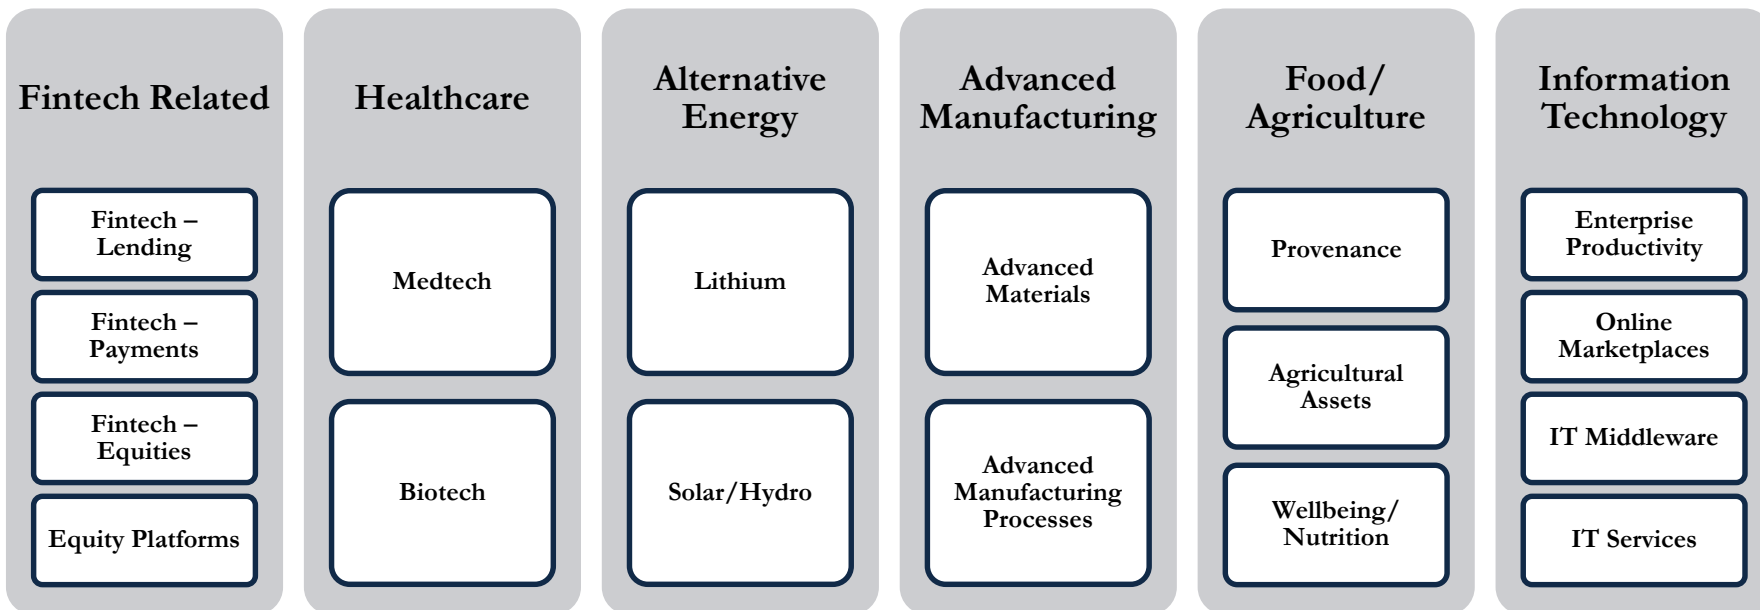 Fintech Related
Fintech –
Lending
Fintech –
Payments
Fintech –
Equities
Equity Platforms
Healthcare
Medtech
Biotech
Alternative
Energy
Lithium
Solar/Hydro
Advanced
Manufacturing
Advanced
Materials
Advanced
Manufacturing
Processes
Food/
Agriculture
Provenance
Agricultural
Assets
Wellbeing/
Nutrition
Information
Technology
Enterprise
Productivity
Online
Marketplaces
IT Middleware
IT Services